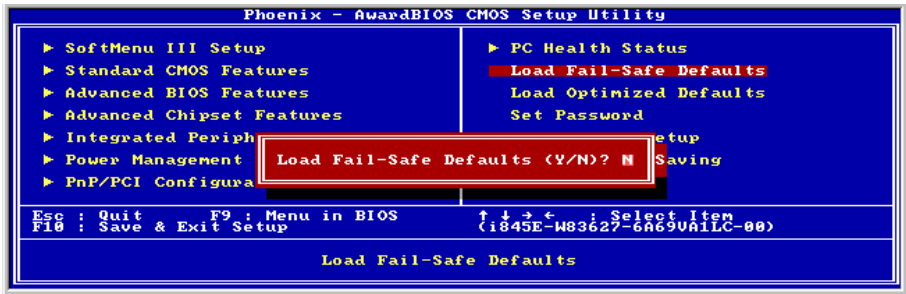 Phoenix - AwardBIOS CMOS Setup Utility
► SoftMenu III Setup
► Standard CMOS Features
► Advanced BIOS Features
► Advanced Chipset Features
► Integrated Periph
► Power Management
► PnP/PCI Configura
► PC Health Status
Load Fail-Safe Defaults
Load Optimized Defaults
Set Password
etup
Saving
Load Fail-Safe Defaults (Y/N)? N
Esc : Quit F9 : Menu in BIOS ↑ ↓ → ← : Select Item
F10 : Save & Exit Setup (i845E-W83627-6A69VA1LC-00)
Load Fail-Safe Defaults